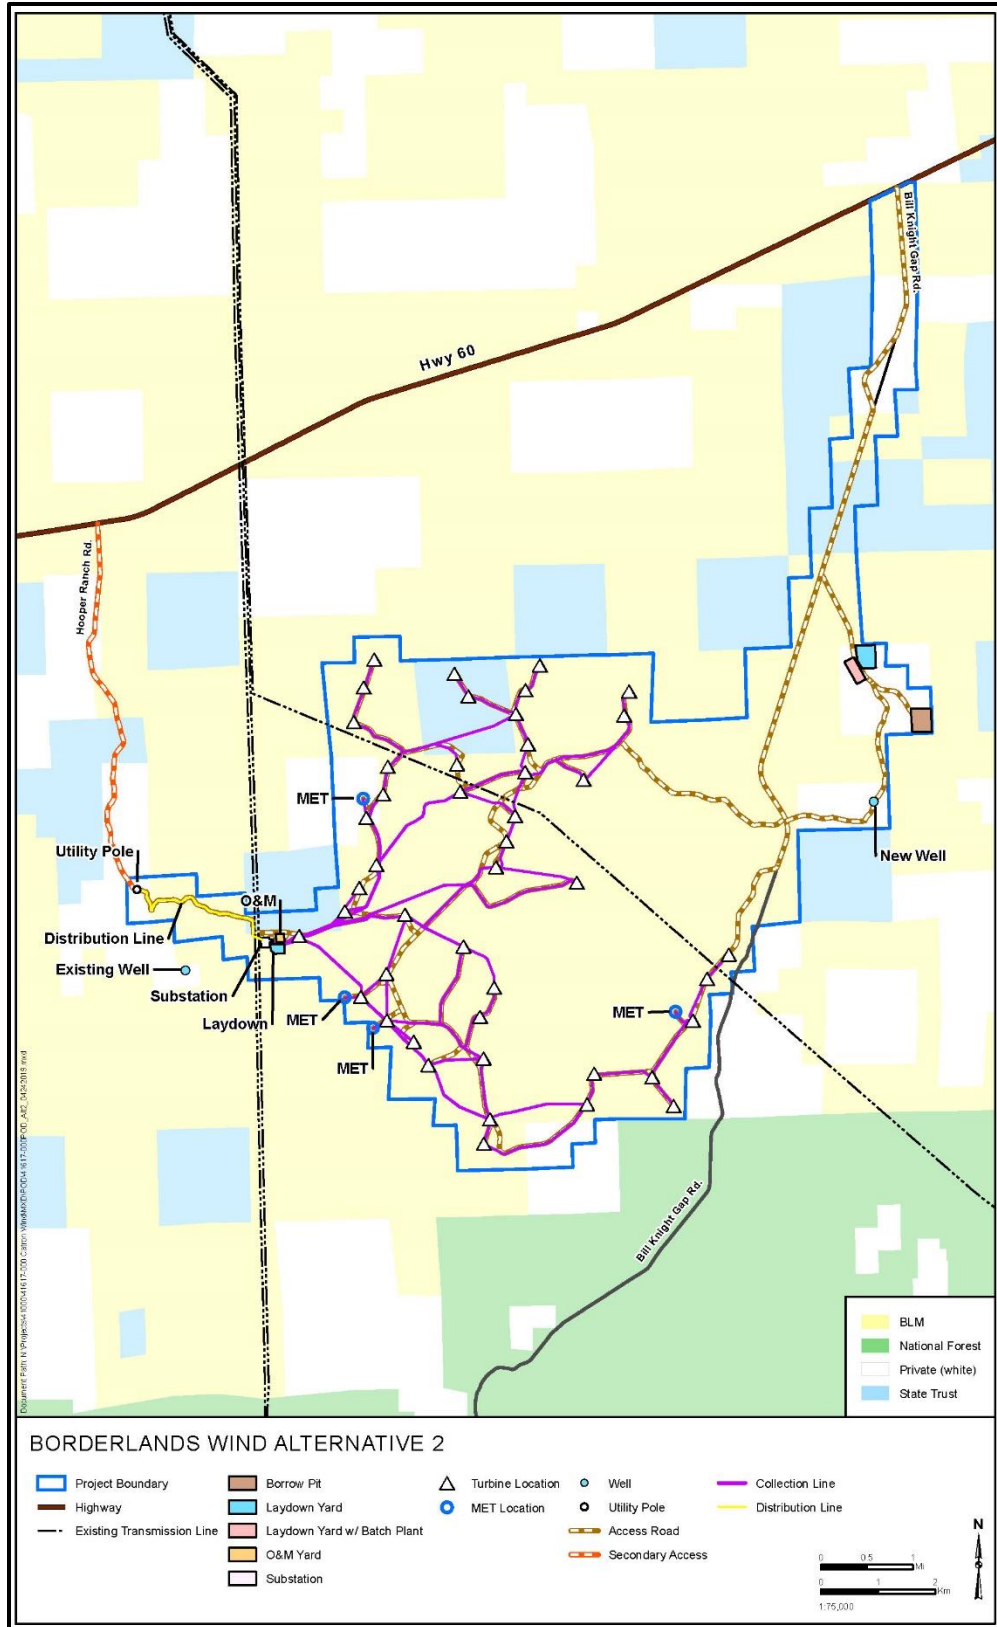 Bill Knight Gap Rd.
Hwy 60
Hooper Ranch Rd.
MET
Utility Pole
New Well
O&M
Distribution Line
Existing Well
Substation
MET
MET
Laydown
MET
Bill Knight Gap Rd.
BLM
National Forest
Private (white)
State Trust
BORDERLANDS WIND ALTERNATIVE 2
Project Boundary
Highway
Existing Transmission Line
Borrow Pit
Laydown Yard
Laydown Yard w/ Batch Plant
O&M Yard
Substation
Turbine Location
MET Location
Well
Utility Pole
Access Road
Secondary Access
Collection Line
Distribution Line
N
0 0.5 1
Mi
0 1 2
Km
1:75,000